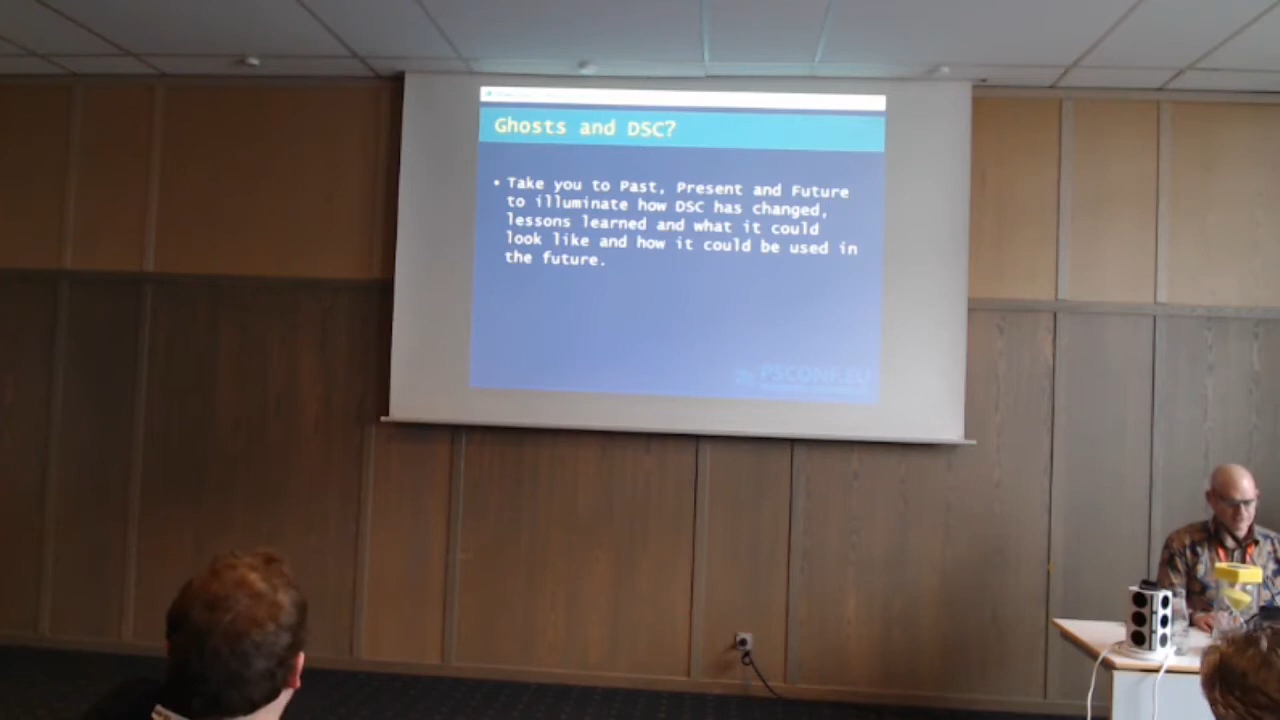 Ghosts and DSC?
• Take you to Past, Present and Future
to illuminate how DSC has changed,
lessons learned and what it could
look like and how it could be used in
the future.
PSCONF.EU